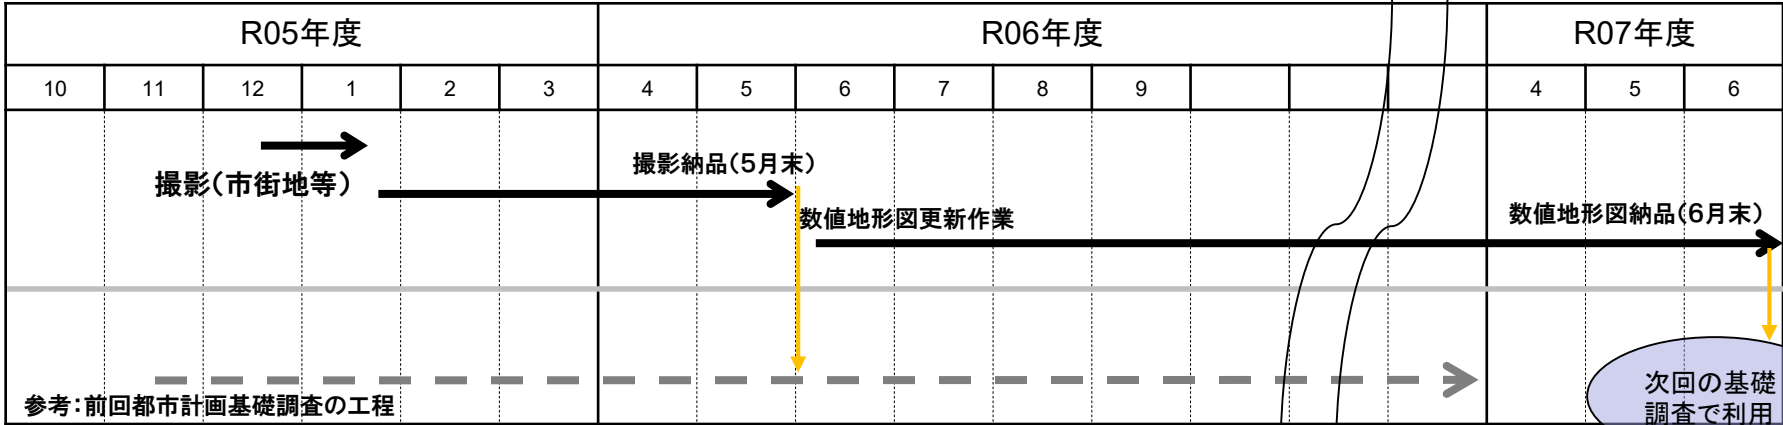 R05年度 R06年度 R07年度
10 11 12 1 2 3 4 5 6 7 8 9 4 5 6
撮影(市街地等)
撮影納品(5月末)
数値地形図更新作業
数値地形図納品(6月末)
参考:前回都市計画基礎調査の工程
次回の基礎
調査で利用